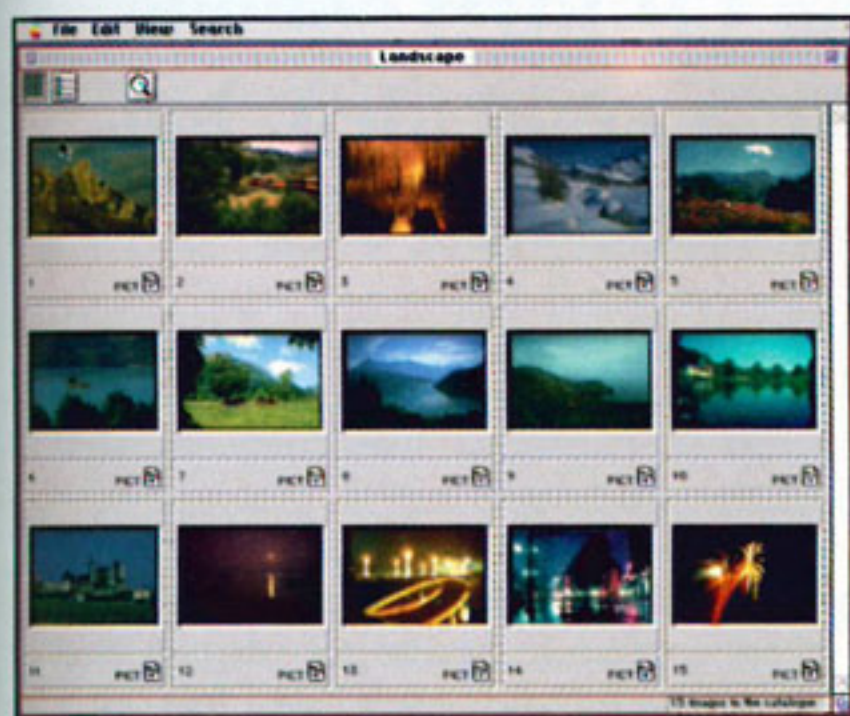 File Edit View Search
Landscape
1 PICT 2 PICT 3 PICT 4 PICT 5 PICT
6 PICT 7 PICT 8 PICT 9 PICT 10 PICT
11 PICT 12 PICT 13 PICT 14 PICT 15 PICT
15 images in the catalogue